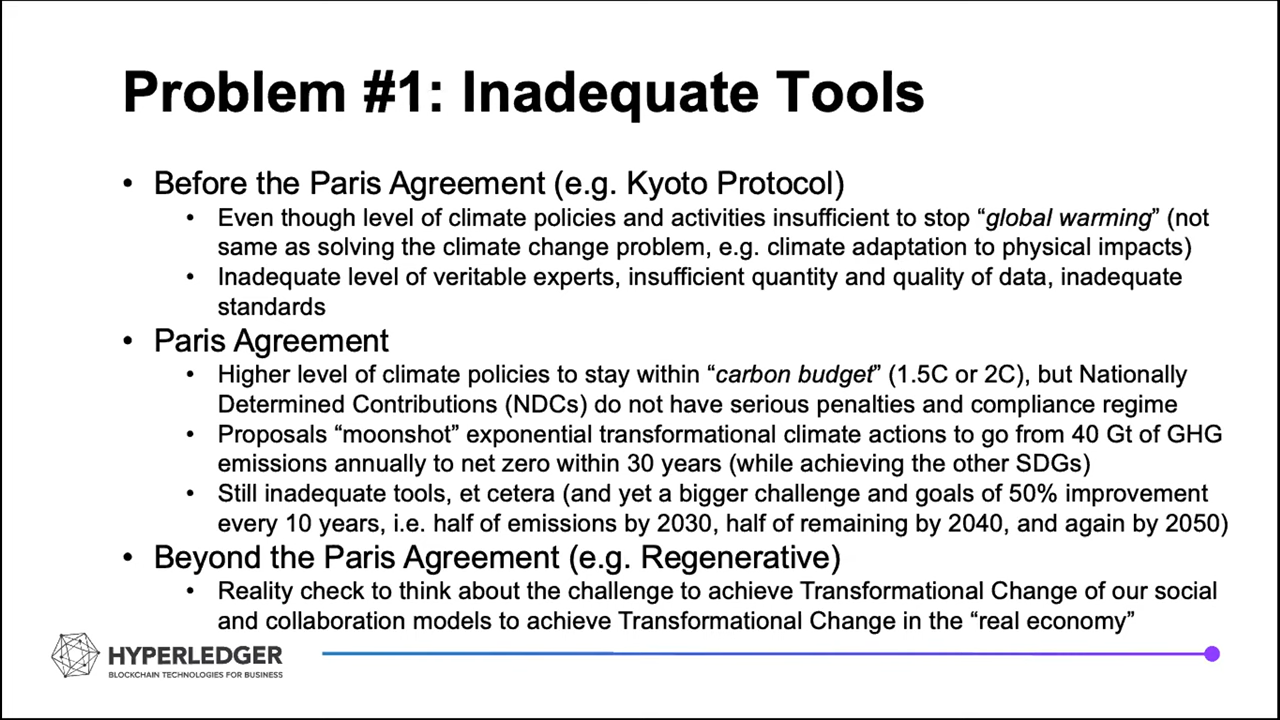 Problem #1: Inadequate Tools
• Before the Paris Agreement (e.g. Kyoto Protocol)
• Even though level of climate policies and activities insufficient to stop “global warming” (not
same as solving the climate change problem, e.g. climate adaptation to physical impacts)
• Inadequate level of veritable experts, insufficient quantity and quality of data, inadequate
standards
• Paris Agreement
• Higher level of climate policies to stay within “carbon budget” (1.5C or 2C), but Nationally
Determined Contributions (NDCs) do not have serious penalties and compliance regime
• Proposals “moonshot” exponential transformational climate actions to go from 40 Gt of GHG
emissions annually to net zero within 30 years (while achieving the other SDGs)
• Still inadequate tools, et cetera (and yet a bigger challenge and goals of 50% improvement
every 10 years, i.e. half of emissions by 2030, half of remaining by 2040, and again by 2050)
• Beyond the Paris Agreement (e.g. Regenerative)
• Reality check to think about the challenge to achieve Transformational Change of our social
and collaboration models to achieve Transformational Change in the “real economy”
HYPERLEDGER
BLOCKCHAIN TECHNOLOGIES FOR BUSINESS